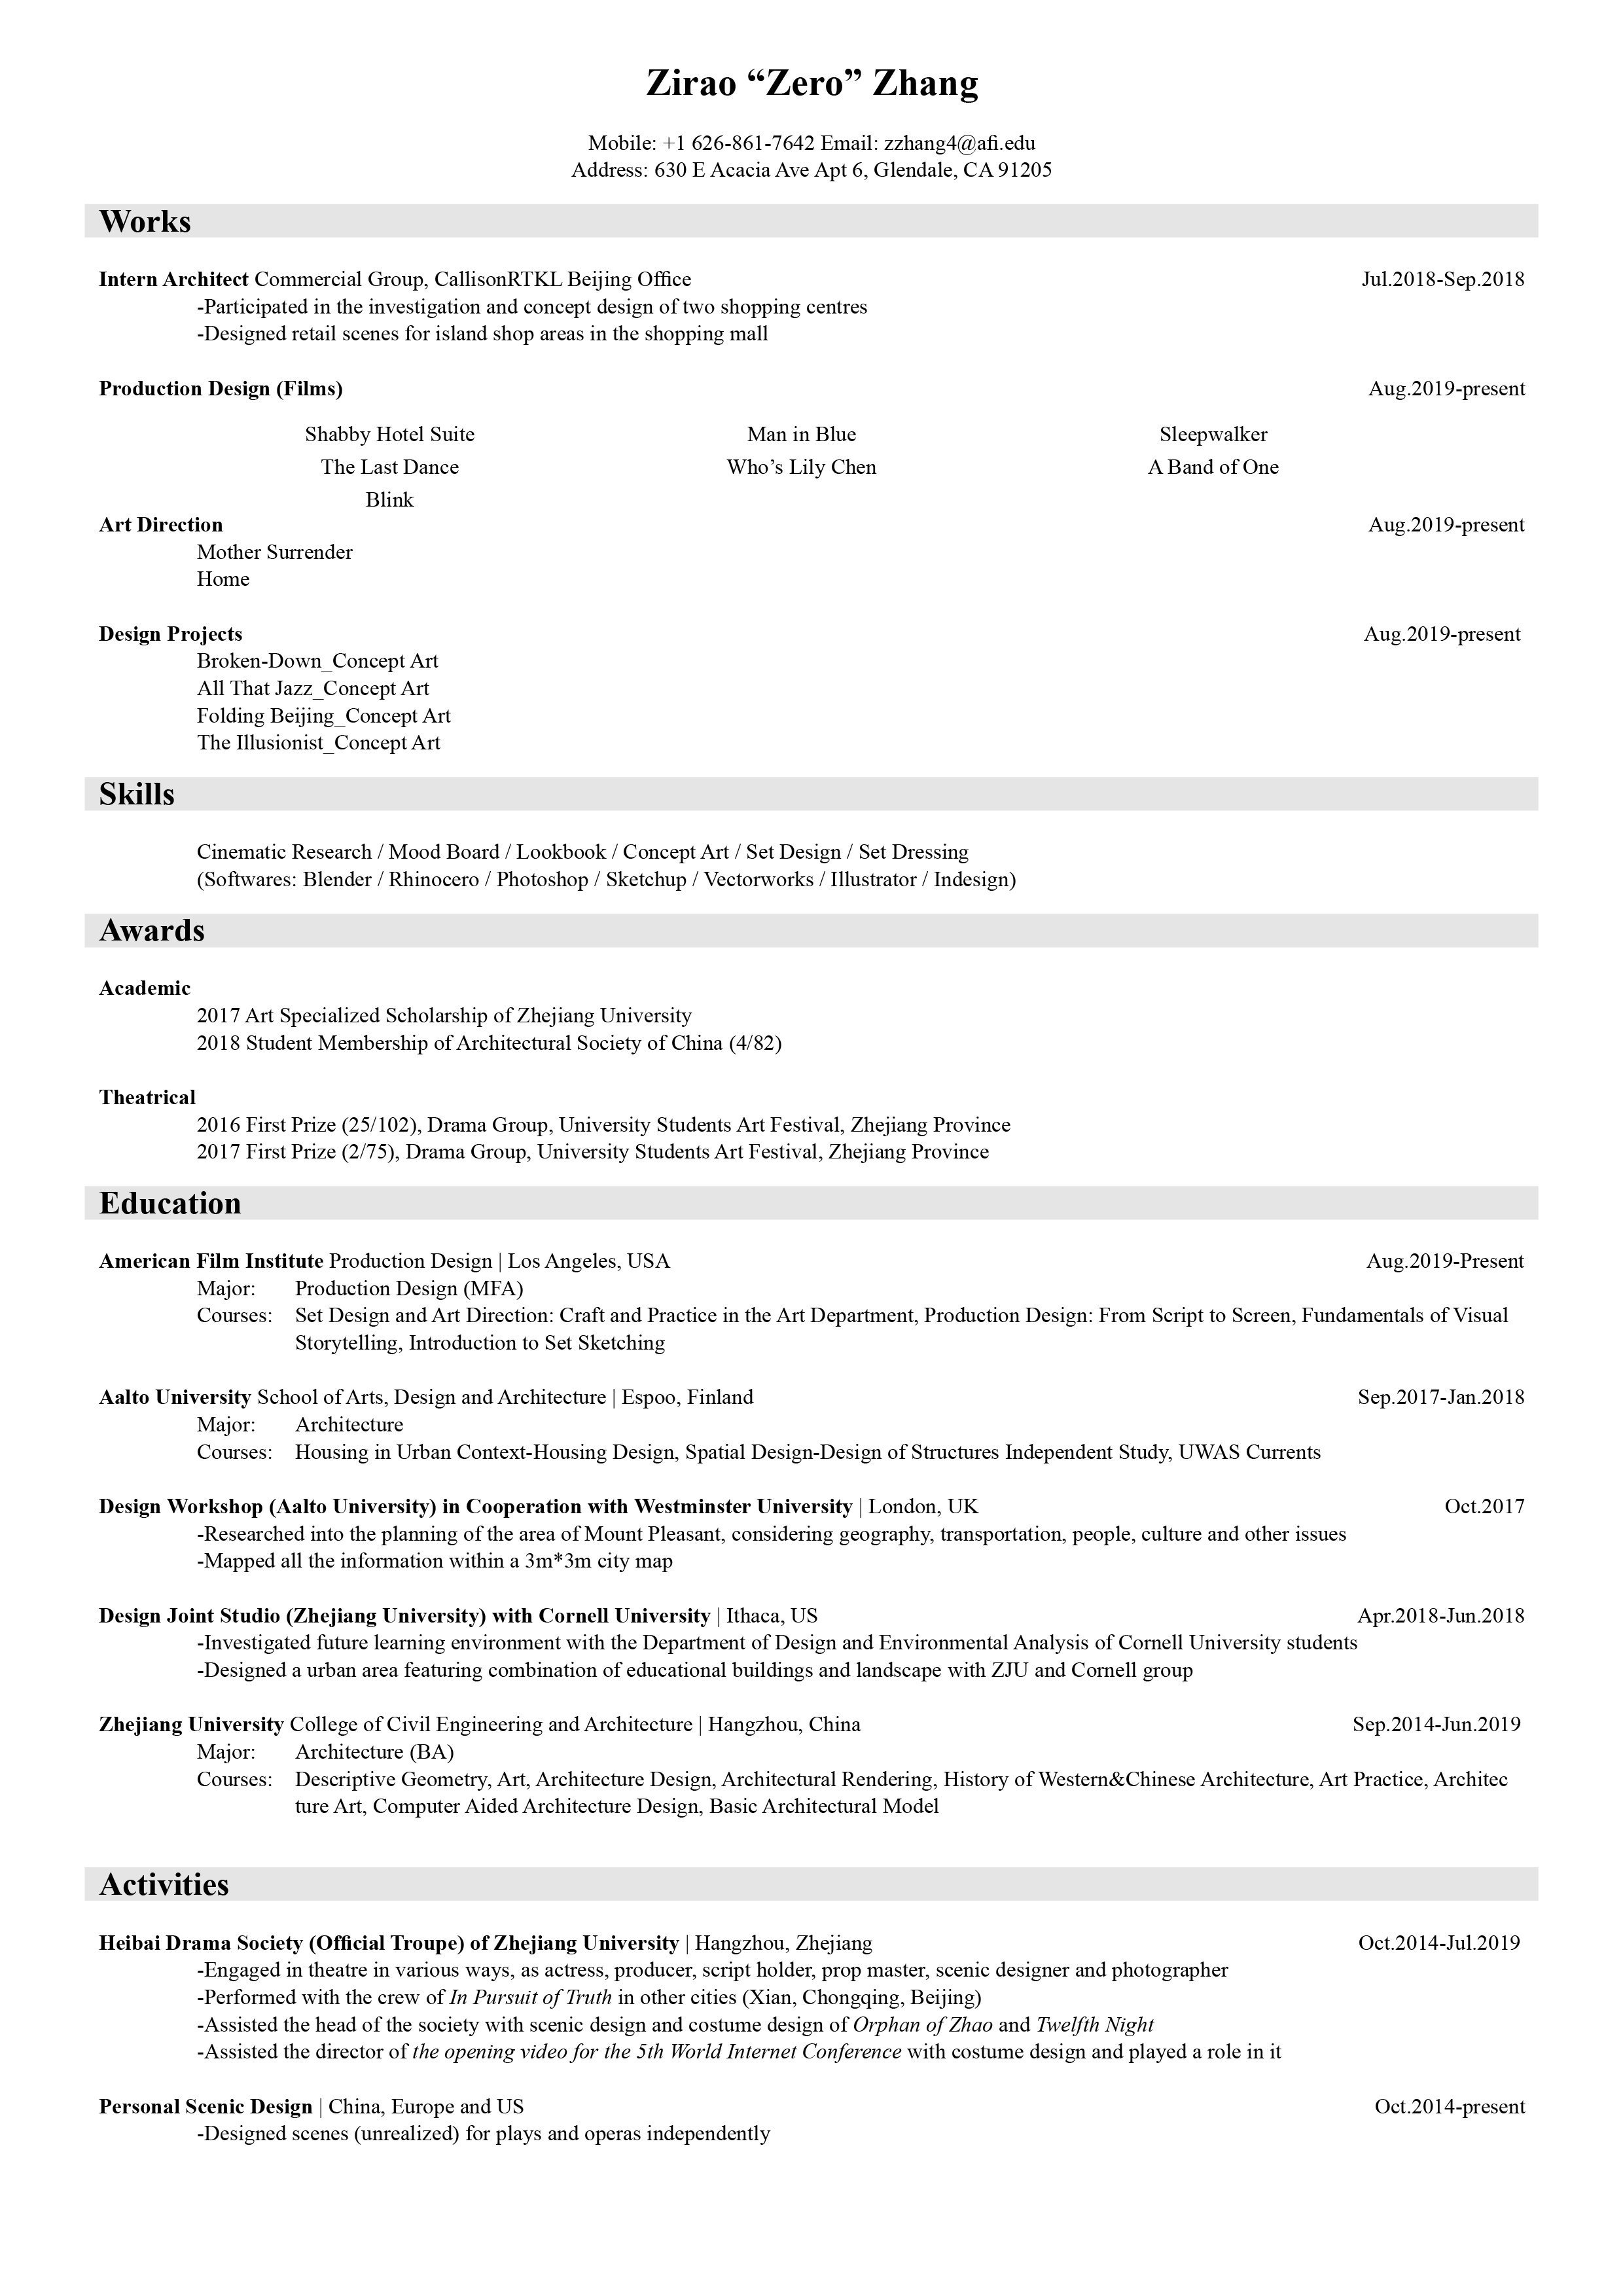 Zirao “Zero” Zhang
Mobile: +1 626-861-7642 Email: zzhang4@afi.edu
Address: 630 E Acacia Ave Apt 6, Glendale, CA 91205
Works
Intern Architect Commercial Group, CallisonRTKL Beijing Office Jul.2018-Sep.2018
-Participated in the investigation and concept design of two shopping centres
-Designed retail scenes for island shop areas in the shopping mall
Production Design (Films) Aug.2019-present
Shabby Hotel Suite Man in Blue Sleepwalker
The Last Dance Who’s Lily Chen A Band of One
Blink
Art Direction Aug.2019-present
Mother Surrender
Home
Design Projects Aug.2019-present
Broken-Down_Concept Art
All That Jazz_Concept Art
Folding Beijing_Concept Art
The Illusionist_Concept Art
Skills
Cinematic Research / Mood Board / Lookbook / Concept Art / Set Design / Set Dressing
(Softwares: Blender / Rhinocero / Photoshop / Sketchup / Vectorworks / Illustrator / Indesign)
Awards
Academic
2017 Art Specialized Scholarship of Zhejiang University
2018 Student Membership of Architectural Society of China (4/82)
Theatrical
2016 First Prize (25/102), Drama Group, University Students Art Festival, Zhejiang Province
2017 First Prize (2/75), Drama Group, University Students Art Festival, Zhejiang Province
Education
American Film Institute Production Design | Los Angeles, USA Aug.2019-Present
Major: Production Design (MFA)
Courses: Set Design and Art Direction: Craft and Practice in the Art Department, Production Design: From Script to Screen, Fundamentals of Visual
Storytelling, Introduction to Set Sketching
Aalto University School of Arts, Design and Architecture | Espoo, Finland Sep.2017-Jan.2018
Major: Architecture
Courses: Housing in Urban Context-Housing Design, Spatial Design-Design of Structures Independent Study, UWAS Currents
Design Workshop (Aalto University) in Cooperation with Westminster University | London, UK Oct.2017
-Researched into the planning of the area of Mount Pleasant, considering geography, transportation, people, culture and other issues
-Mapped all the information within a 3m*3m city map
Design Joint Studio (Zhejiang University) with Cornell University | Ithaca, US Apr.2018-Jun.2018
-Investigated future learning environment with the Department of Design and Environmental Analysis of Cornell University students
-Designed a urban area featuring combination of educational buildings and landscape with ZJU and Cornell group
Zhejiang University College of Civil Engineering and Architecture | Hangzhou, China Sep.2014-Jun.2019
Major: Architecture (BA)
Courses: Descriptive Geometry, Art, Architecture Design, Architectural Rendering, History of Western&Chinese Architecture, Art Practice, Architec
ture Art, Computer Aided Architecture Design, Basic Architectural Model
Activities
Heibai Drama Society (Official Troupe) of Zhejiang University | Hangzhou, Zhejiang Oct.2014-Jul.2019
-Engaged in theatre in various ways, as actress, producer, script holder, prop master, scenic designer and photographer
-Performed with the crew of In Pursuit of Truth in other cities (Xian, Chongqing, Beijing)
-Assisted the head of the society with scenic design and costume design of Orphan of Zhao and Twelfth Night
-Assisted the director of the opening video for the 5th World Internet Conference with costume design and played a role in it
Personal Scenic Design | China, Europe and US Oct.2014-present
-Designed scenes (unrealized) for plays and operas independently